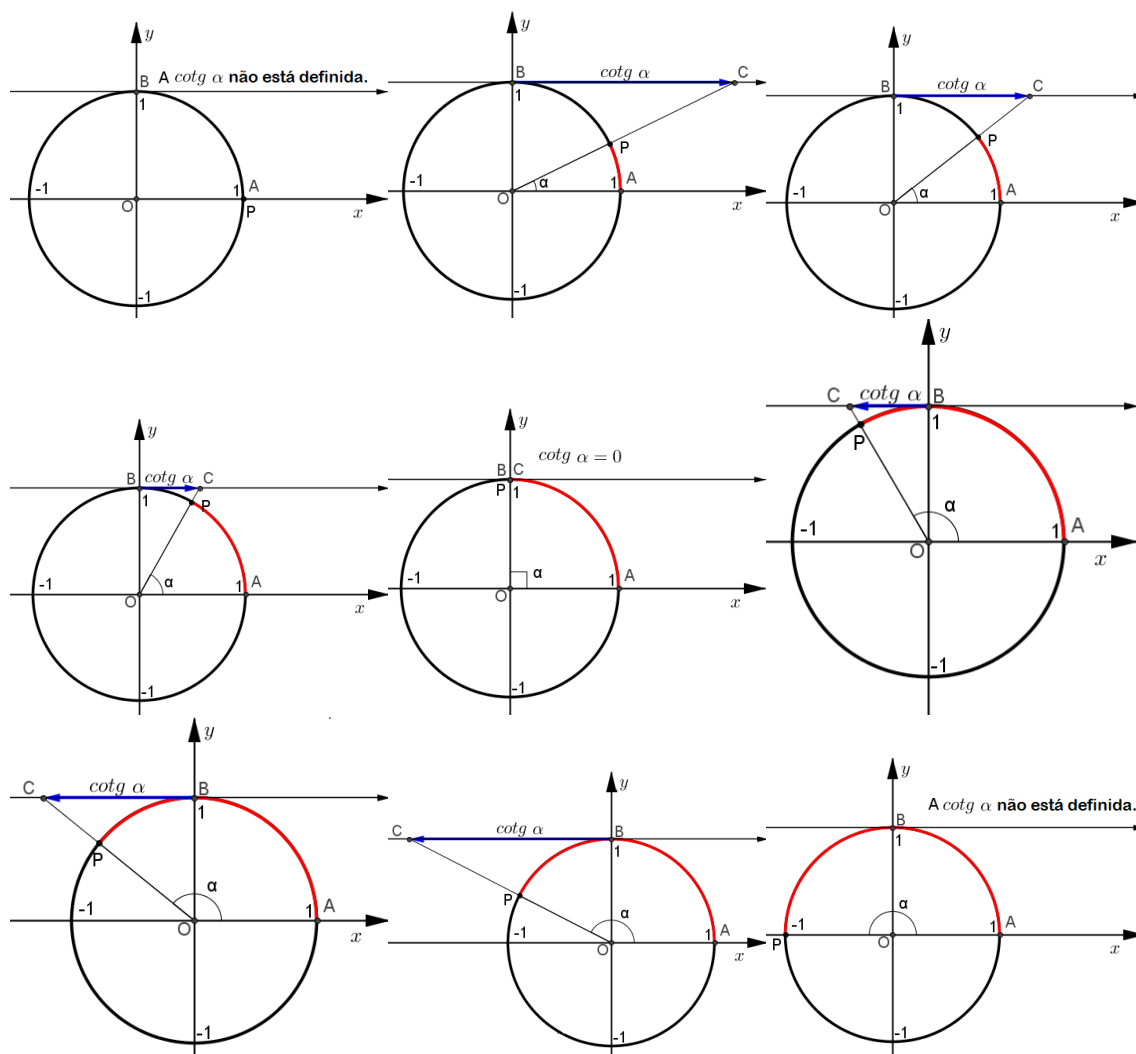 y
B A cotg α não está definida.
1
-1 1 A
O P x
-1
y
B cotg α C
1
P
-1 α 1 A
O x
-1
y
B cotg α C
1
P
-1 α 1 A
O x
-1
y
B cotg α C
1 P
-1 α 1 A
O x
-1
y
cotg α = 0
B C
P 1
-1 α 1 A
O x
-1
y
C cotg α B
P 1
α
-1 1 A
O x
-1
y
C cotg α B
1
P
α
-1 1 A
O x
-1
y
C cotg α B
1
P
α
-1 1 A
O x
-1
y
B A cotg α não está definida.
1
α
-1 1 A
P O x
-1